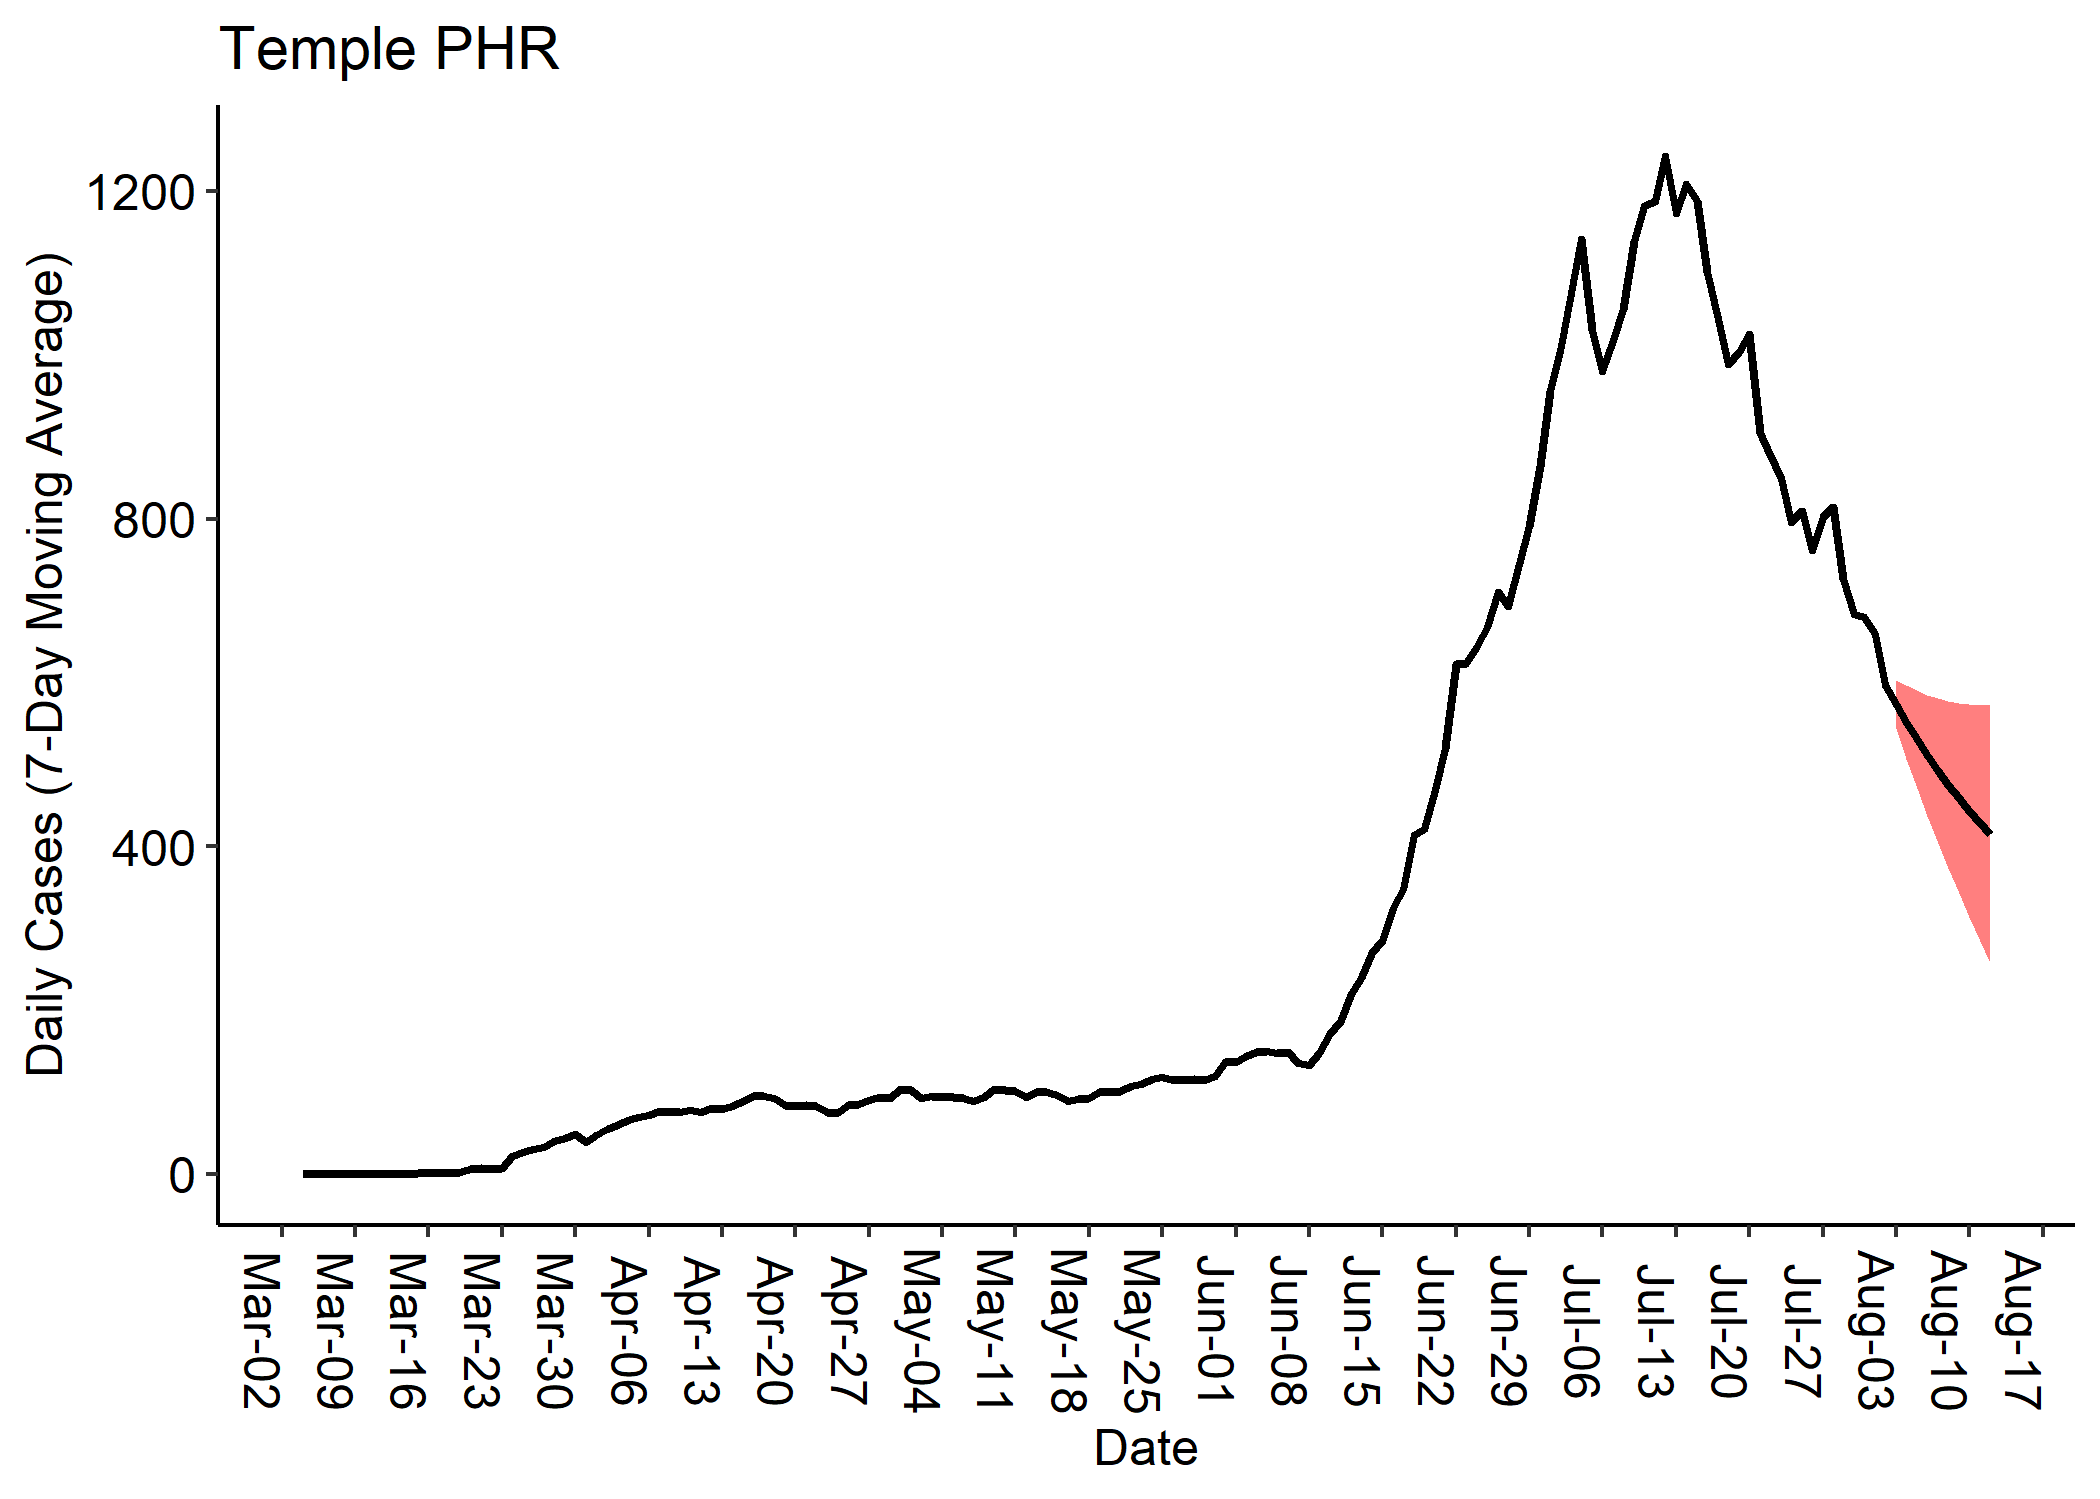 Temple PHR
Daily Cases (7-Day Moving Average)
1200
800
400
0
Mar-02
Mar-09
Mar-16
Mar-23
Mar-30
Apr-06
Apr-13
Apr-20
Apr-27
May-04
May-11
May-18
May-25
Jun-01
Jun-08
Jun-15
Jun-22
Jun-29
Jul-06
Jul-13
Jul-20
Jul-27
Aug-03
Aug-10
Aug-17
Date